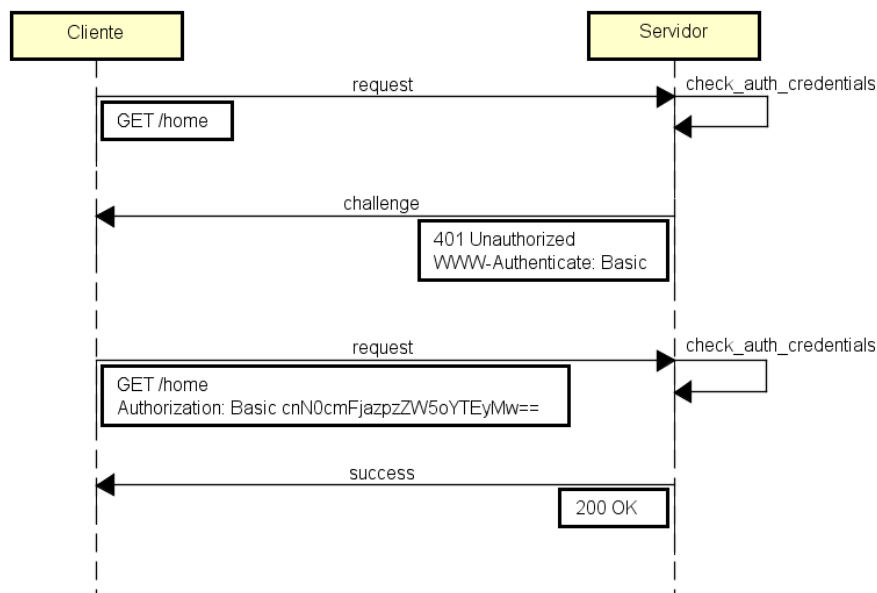 Cliente
Servidor
request
check_auth_credentials
GET /home
challenge
401 Unauthorized
WWW-Authenticate: Basic
request
check_auth_credentials
GET /home
Authorization: Basic cnN0cmFjazpzZW5oYTEyMw==
success
200 OK